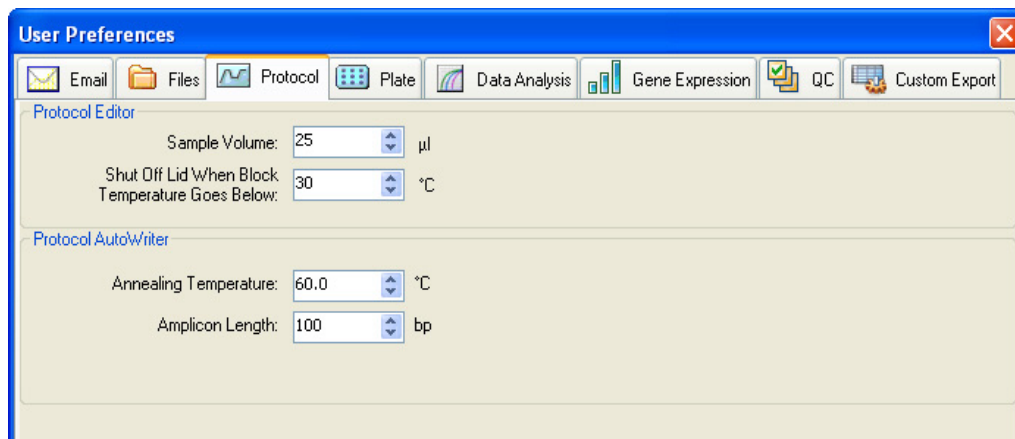 User Preferences
Email Files Protocol Plate Data Analysis Gene Expression QC Custom Export
Protocol Editor
Sample Volume: 25 µl
Shut Off Lid When Block
Temperature Goes Below: 30 °C
Protocol AutoWriter
Annealing Temperature: 60.0 °C
Amplicon Length: 100 bp